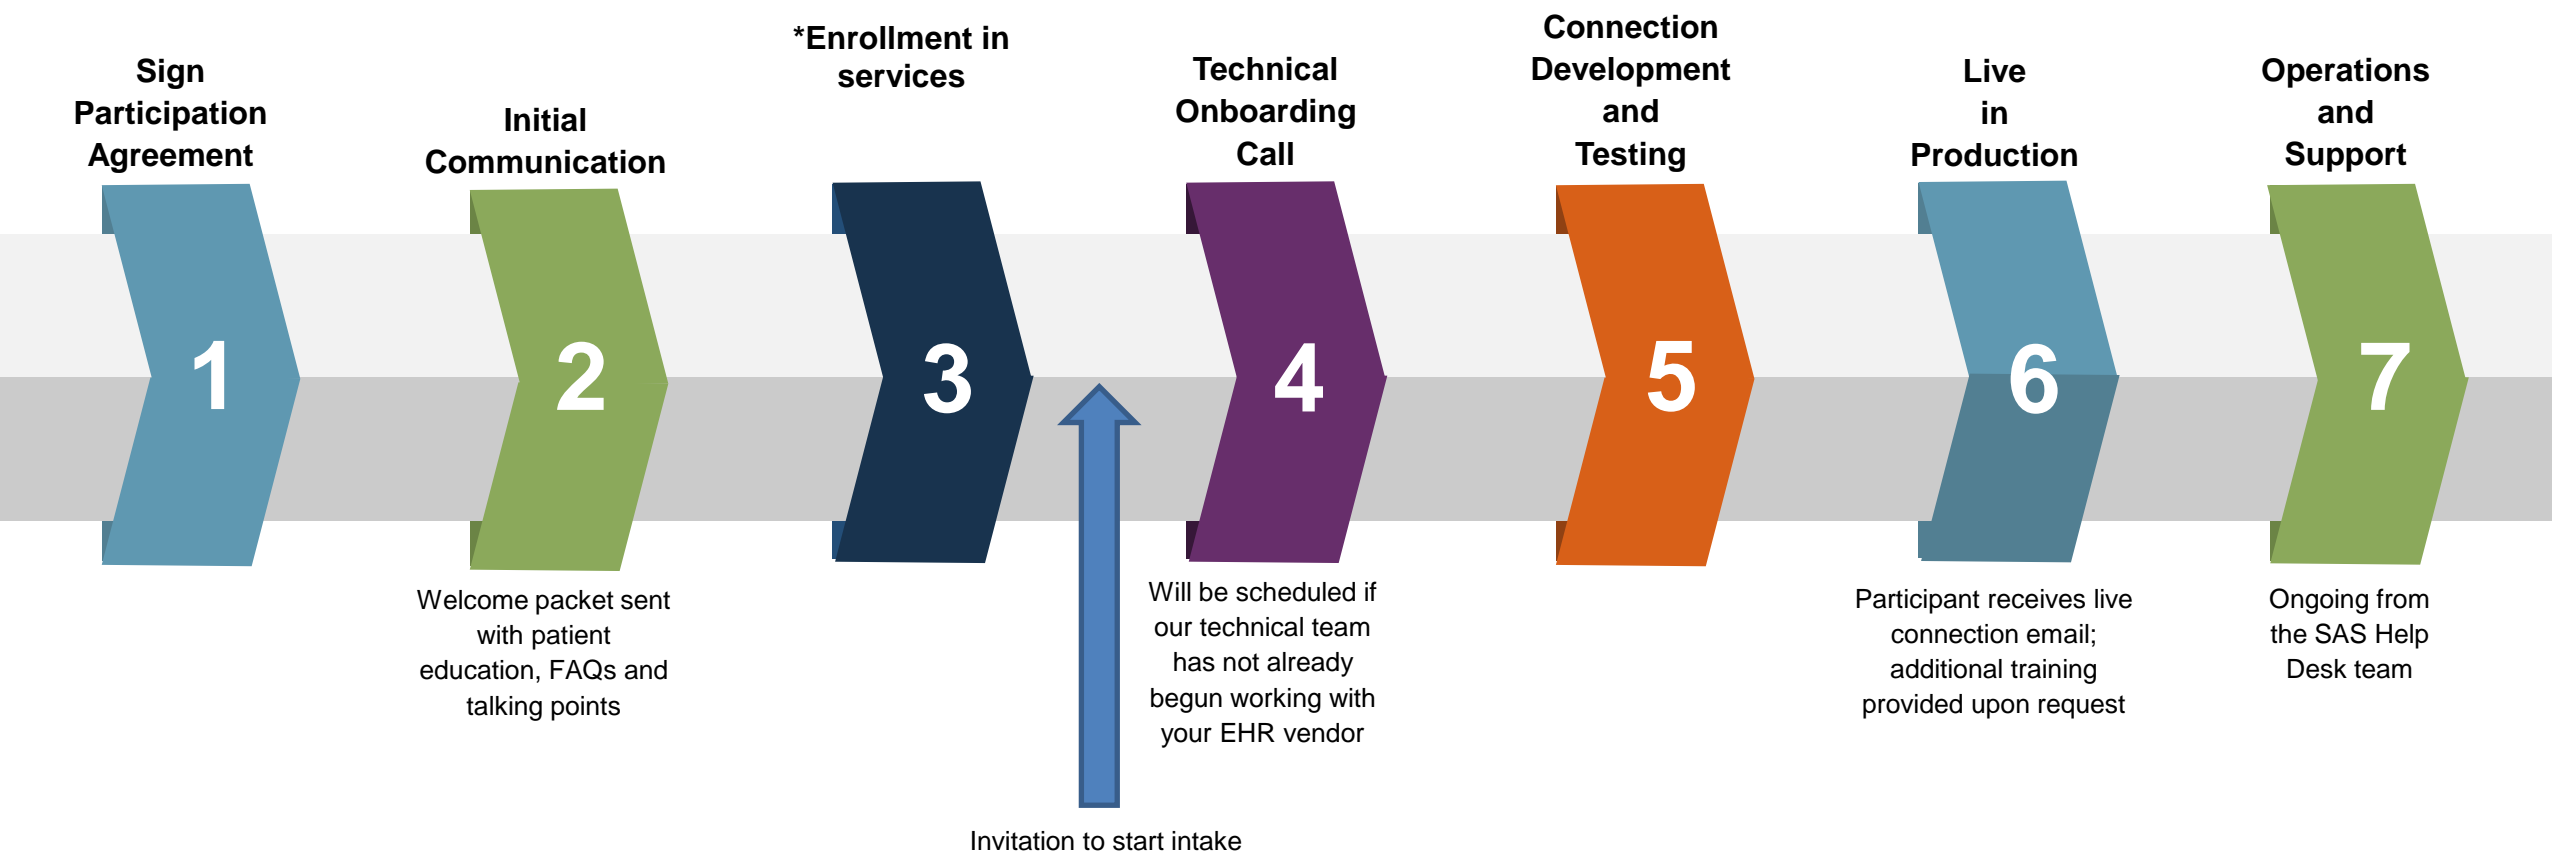 Sign
Participation
Agreement
Initial
Communication
*Enrollment in
services
Technical
Onboarding
Call
Connection
Development
and
Testing
Live
in
Production
Operations
and
Support
1
2
3
4
5
6
7
Welcome packet sent
with patient
education, FAQs and
talking points
Will be scheduled if
our technical team
has not already
begun working with
your EHR vendor
Participant receives live
connection email;
additional training
provided upon request
Ongoing from
the SAS Help
Desk team
Invitation to start intake